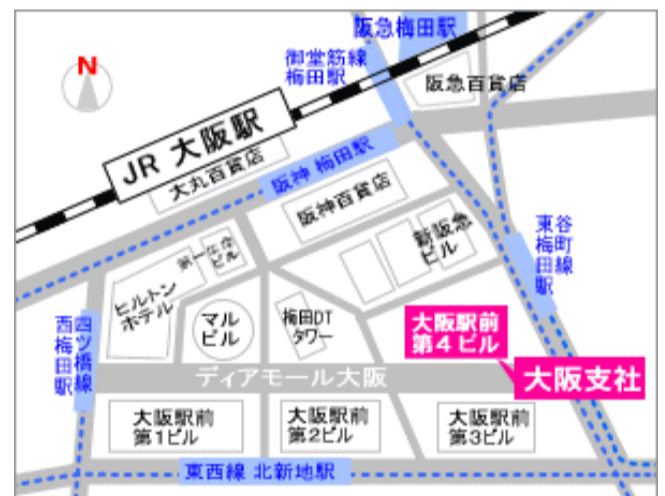 阪急梅田駅
御堂筋線
梅田駅
N
阪急百貨店
JR 大阪駅
大丸百貨店
阪神 梅田駅
阪神百貨店
新阪急
ビル
谷町線
東梅田駅
第一生命
ビル
ヒルトン
ホテル
マル
ビル
梅田DT
タワー
大阪駅前
第4ビル
四ツ橋線
西梅田駅
ディアモール大阪
大阪支社
大阪駅前
第1ビル
大阪駅前
第2ビル
大阪駅前
第3ビル
東西線 北新地駅